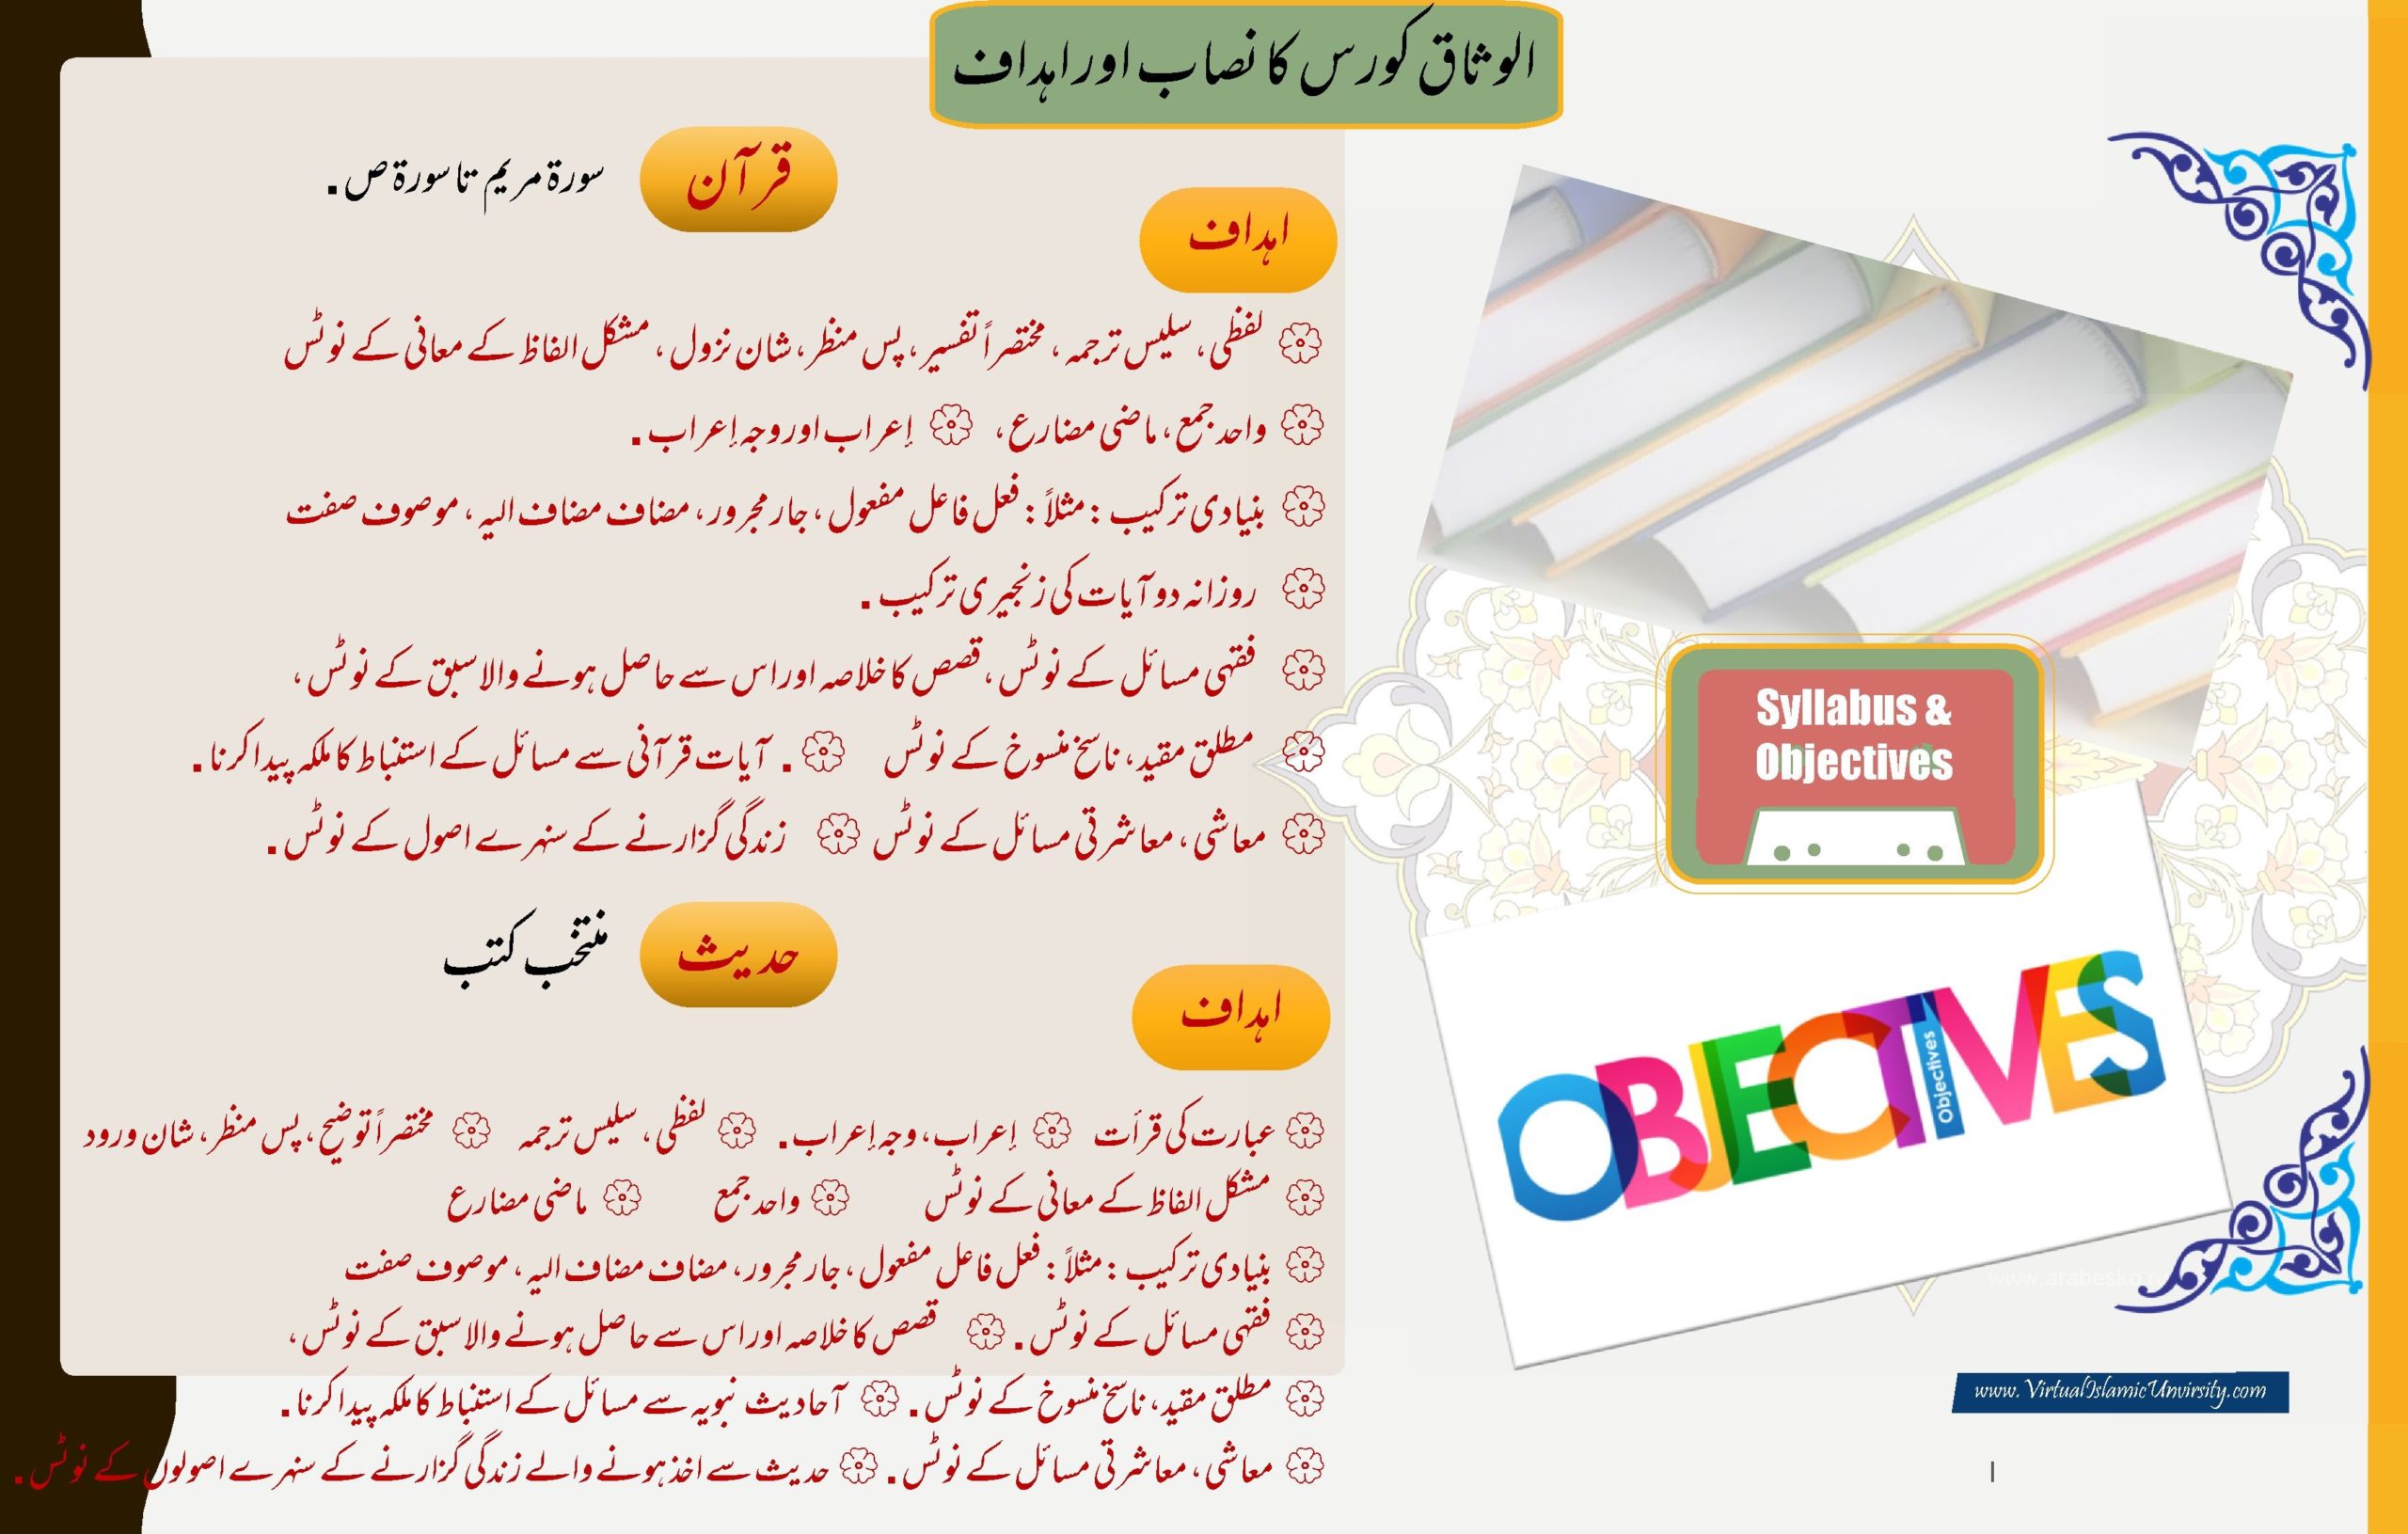 الوثاق کورس کا نصاب اور اہداف
قرآن
سورۃ مریم تا سورۃ ص۔
اہداف
لفظی، سلیس ترجمہ، مختصراً تفسیر، پس منظر، شان نزول، مشکل الفاظ کے معانی کے نوٹس
واحد جمع، ماضی مضارع، إعراب اور وجہ إعراب۔
بنیادی ترکیب: مثلاً: فعل فاعل مفعول، جار مجرور، مضاف مضاف الیہ، موصوف صفت
روزانہ دو آیات کی زنجیری ترکیب۔
فقہی مسائل کے نوٹس، قصص کا خلاصہ اور اس سے حاصل ہونے والا سبق کے نوٹس،
مطلق مقید، ناسخ منسوخ کے نوٹس ۔ آیات قرآنی سے مسائل کے استنباط کا ملکہ پیدا کرنا۔
معاشی، معاشرتی مسائل کے نوٹس زندگی گزارنے کے سنہرے اصول کے نوٹس۔
حدیث
منتخب کتب
اہداف
عبارت کی قرأت إعراب، وجہ إعراب۔ لفظی، سلیس ترجمہ مختصراً توضیح، پس منظر، شان ورود
مشکل الفاظ کے معانی کے نوٹس واحد جمع ماضی مضارع
بنیادی ترکیب: مثلاً: فعل فاعل مفعول، جار مجرور، مضاف مضاف الیہ، موصوف صفت
فقہی مسائل کے نوٹس۔ قصص کا خلاصہ اور اس سے حاصل ہونے والا سبق کے نوٹس،
مطلق مقید، ناسخ منسوخ کے نوٹس۔ آحادیث نبویہ سے مسائل کے استنباط کا ملکہ پیدا کرنا۔
معاشی، معاشرتی مسائل کے نوٹس۔ حدیث سے اخذ ہونے والے زندگی گزارنے کے سنہرے اصولوں کے نوٹس۔
Syllabus &
Objectives
OBJECTIVES
Objectives
www.VirtualIslamicUnvirsity.com
1